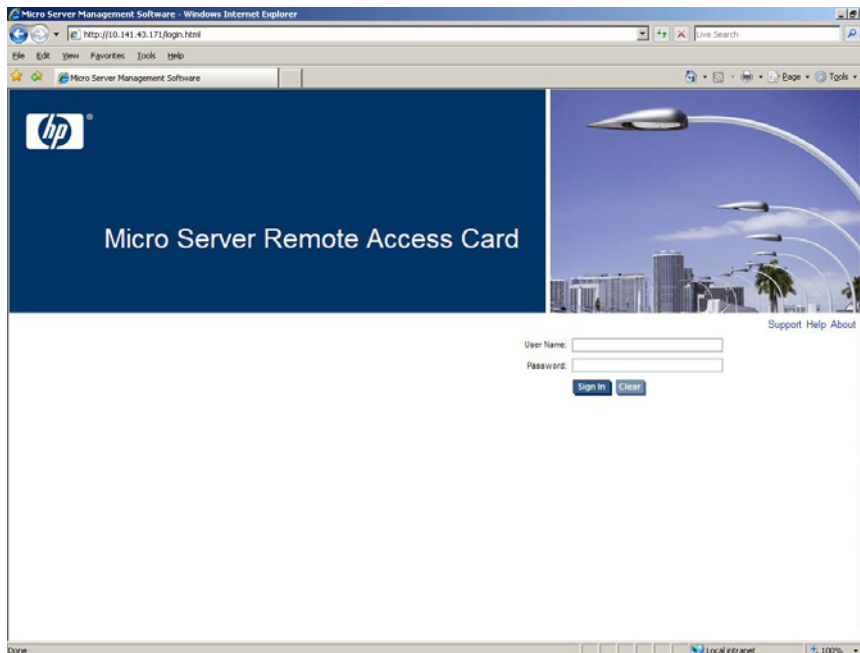 Micro Server Management Software - Windows Internet Explorer
http://10.141.43.171/login.html
Live Search
File Edit View Favorites Tools Help
Micro Server Management Software
Page Tools
hp
Micro Server Remote Access Card
Support Help About
User Name:
Password:
Sign In Clear
Done Local intranet 100%